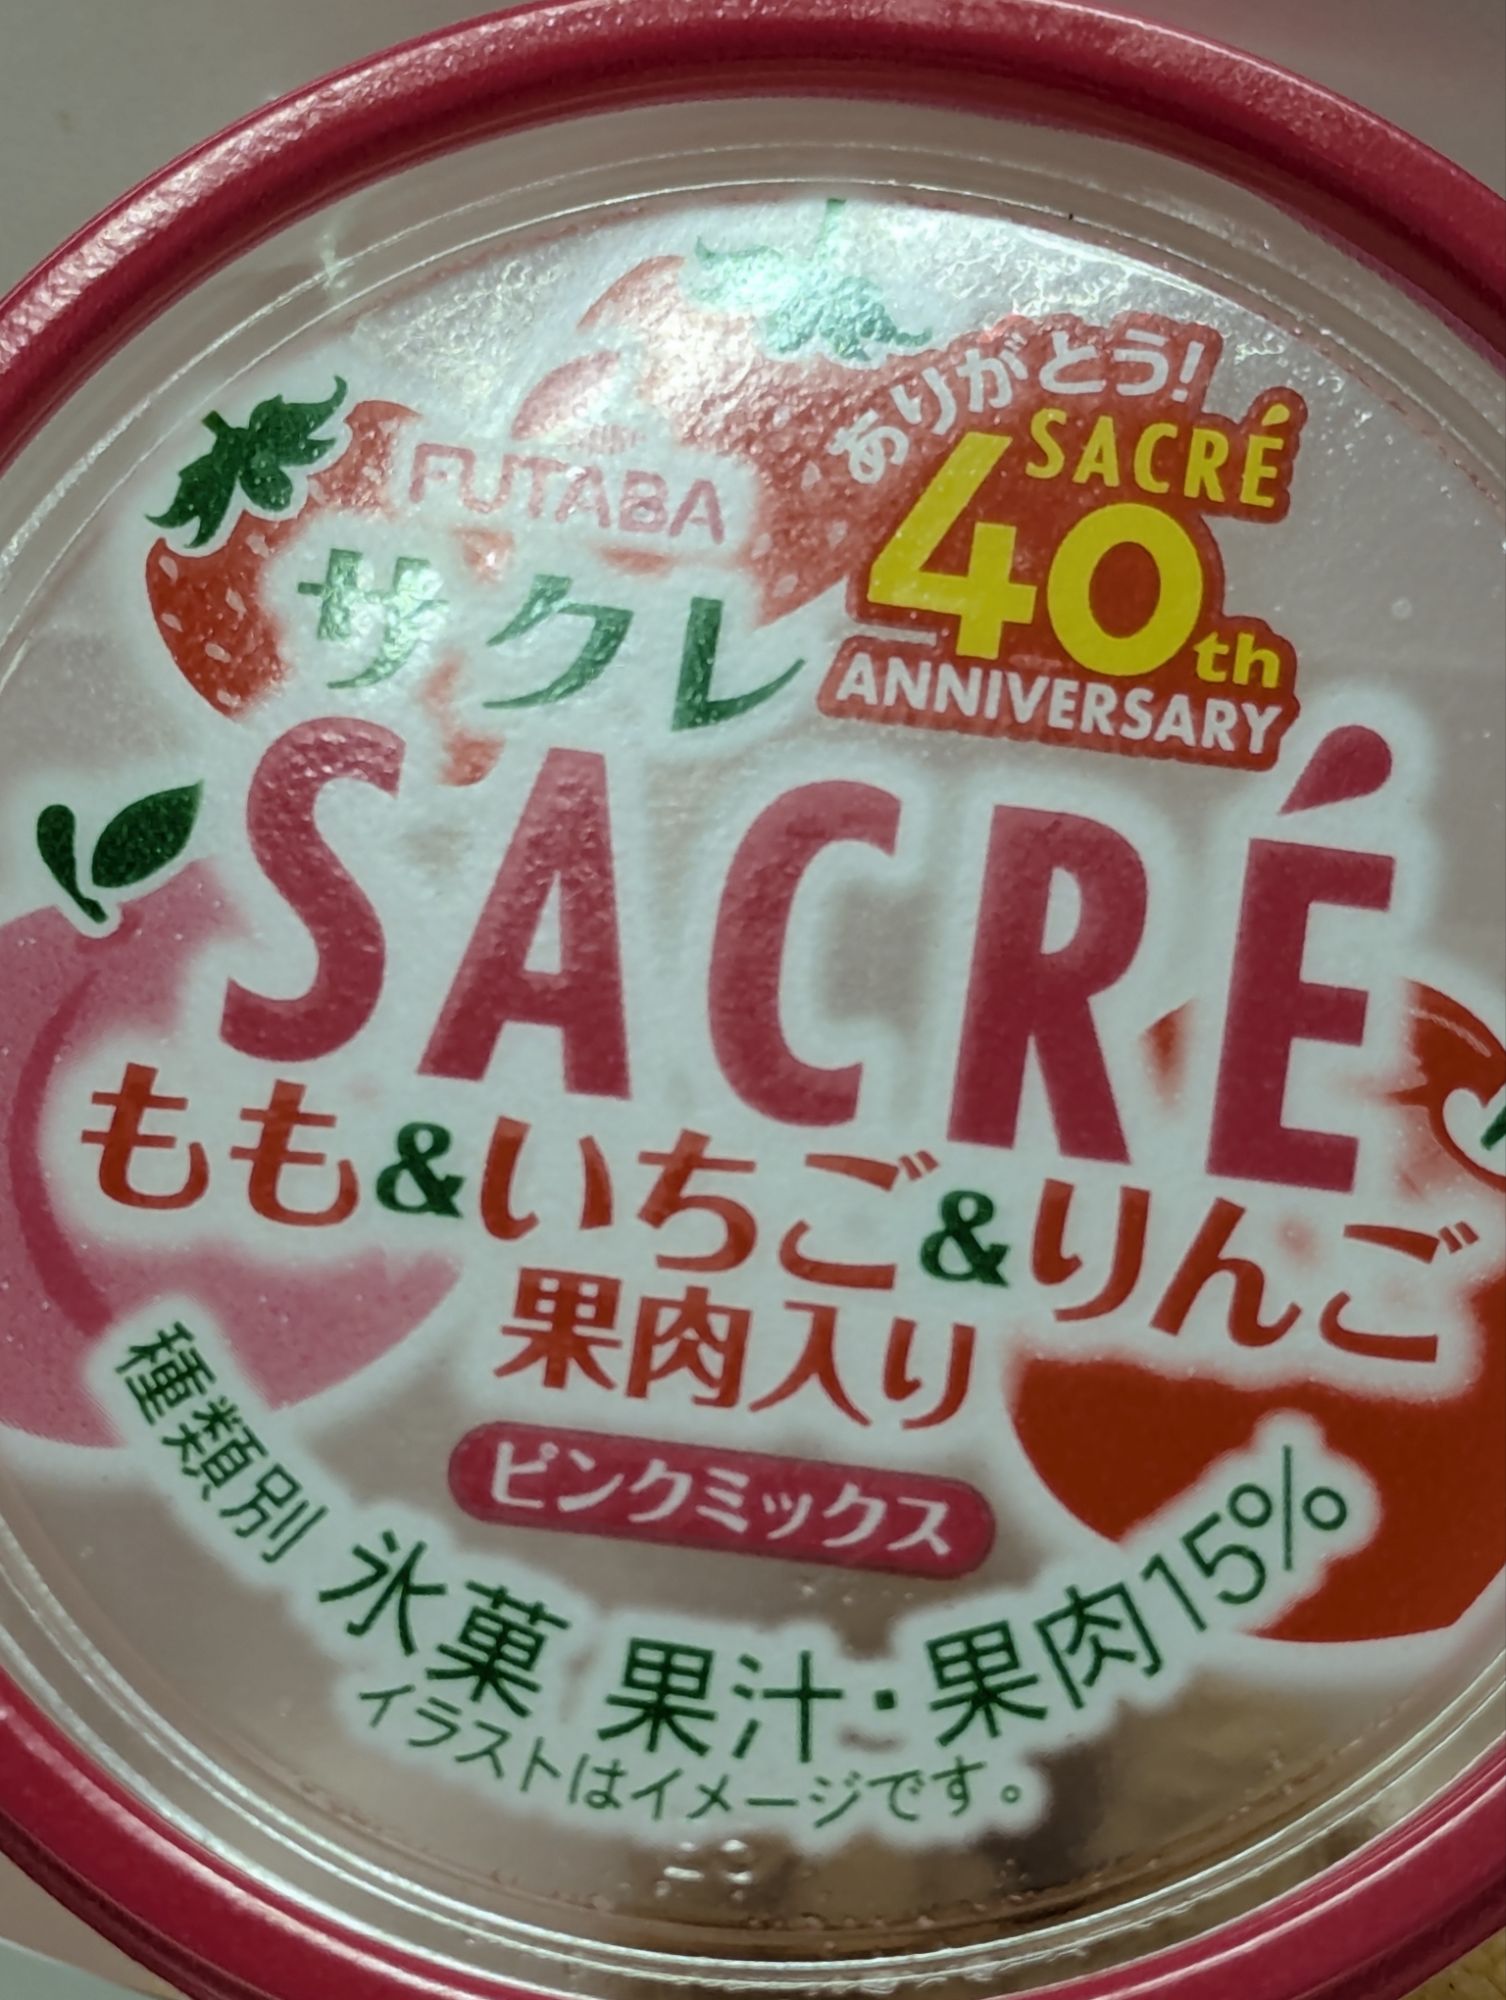 ありがとう!
SACRÉ
40th
ANNIVERSARY
FUTABA
サクレ
SACRÉ
もも&いちご&りんご
果肉入り
ピンクミックス
種類別 氷菓 果汁・果肉15%
イラストはイメージです。